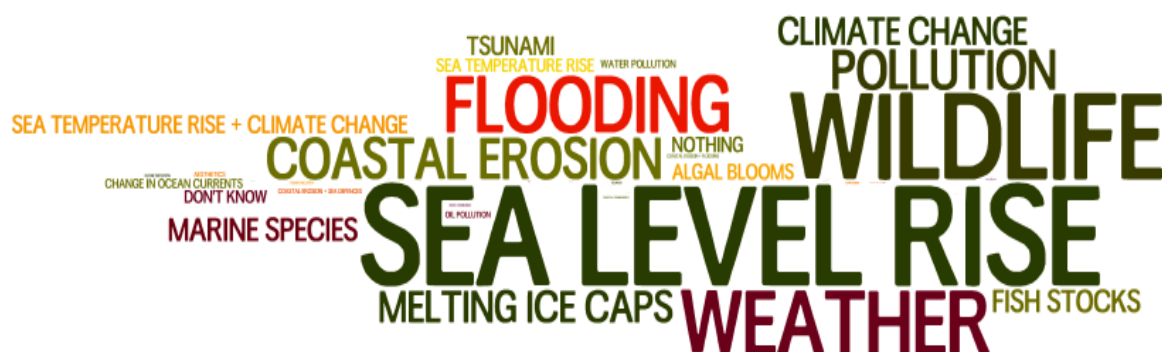 CLIMATE CHANGE
TSUNAMI
POLLUTION
SEA TEMPERATURE RISE
WATER POLLUTION
FLOODING
WILDLIFE
SEA TEMPERATURE RISE + CLIMATE CHANGE
COASTAL EROSION
NOTHING
ALGAL BLOOMS
AESTHETICS
CHANGE IN OCEAN CURRENTS
COASTAL EROSION + SEA DEFENCES
DON'T KNOW
SEA LEVEL RISE
OIL POLLUTION
MARINE SPECIES
MELTING ICE CAPS
WEATHER
FISH STOCKS